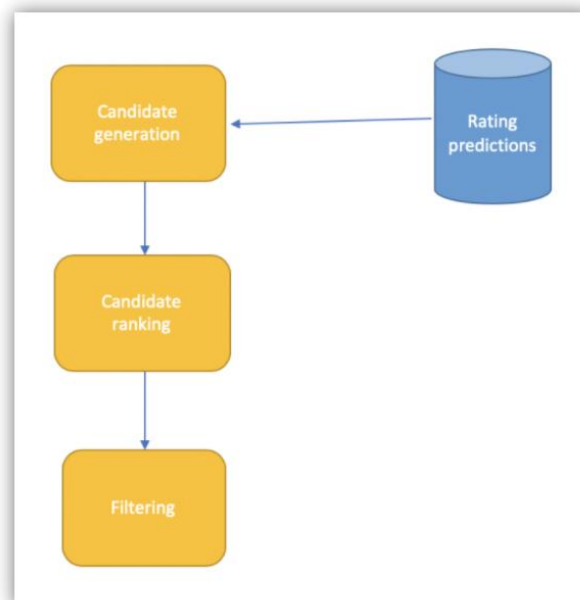 Candidate
generation
Rating
predictions
Candidate
ranking
Filtering